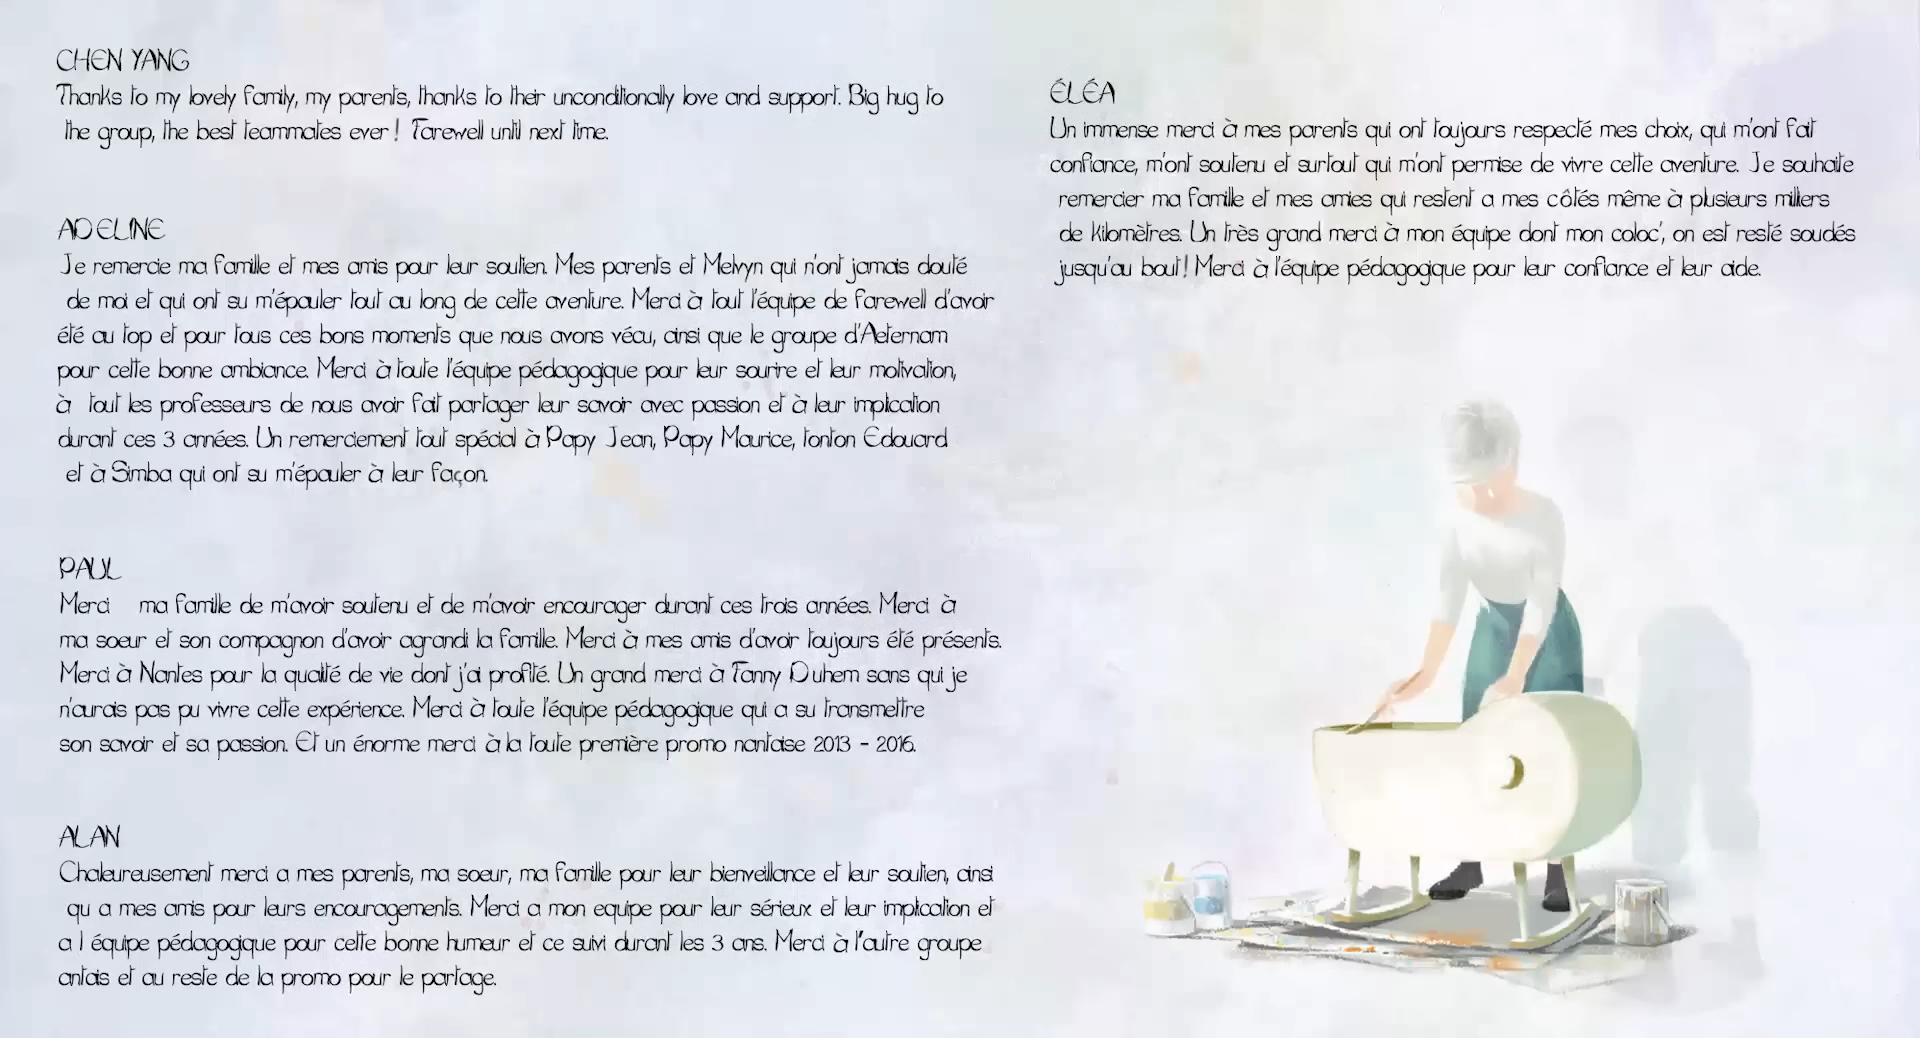 CHEN YANG
Thanks to my lovely family, my parents, thanks to their unconditionally love and support. Big hug to
the group, the best teammates ever ! Farewell until next time.
ADELINE
Je remercie ma famille et mes amis pour leur soutien. Mes parents et Melvyn qui n'ont jamais douté
de moi et qui ont su m'épauler tout au long de cette aventure. Merci à tout l'équipe de farewell d'avoir
été au top et pour tous ces bons moments que nous avons vécu, ainsi que le groupe d'Aeternam
pour cette bonne ambiance. Merci à toute l'équipe pédagogique pour leur sourire et leur motivation,
à tout les professeurs de nous avoir fait partager leur savoir avec passion et à leur implication
durant ces 3 années. Un remerciement tout spécial à Papy Jean, Papy Maurice, tonton Edouard
et à Simba qui ont su m'épauler à leur façon.
PAUL
Merci ma famille de m'avoir soutenu et de m'avoir encourager durant ces trois années. Merci à
ma soeur et son compagnon d'avoir agrandi la famille. Merci à mes amis d'avoir toujours été présents.
Merci à Nantes pour la qualité de vie dont j'ai profité. Un grand merci à Fanny Duhem sans qui je
n'aurais pas pu vivre cette expérience. Merci à toute l'équipe pédagogique qui a su transmettre
son savoir et sa passion. Et un énorme merci à la toute première promo nantaise 2013 - 2016.
ALAN
Chaleureusement merci a mes parents, ma soeur, ma famille pour leur bienveillance et leur soutien, ainsi
qu a mes amis pour leurs encouragements. Merci a mon equipe pour leur sérieux et leur implication et
a l équipe pédagogique pour cette bonne humeur et ce suivi durant les 3 ans. Merci à l'autre groupe
antais et au reste de la promo pour le partage.
ÉLÉA
Un immense merci à mes parents qui ont toujours respecté mes choix, qui m'ont fait
confiance, m'ont soutenu et surtout qui m'ont permise de vivre cette aventure. Je souhaite
remercier ma famille et mes amies qui restent a mes côtés même à plusieurs milliers
de kilomètres. Un très grand merci à mon équipe dont mon coloc', on est resté soudés
jusqu'au bout ! Merci à l'équipe pédagogique pour leur confiance et leur aide.